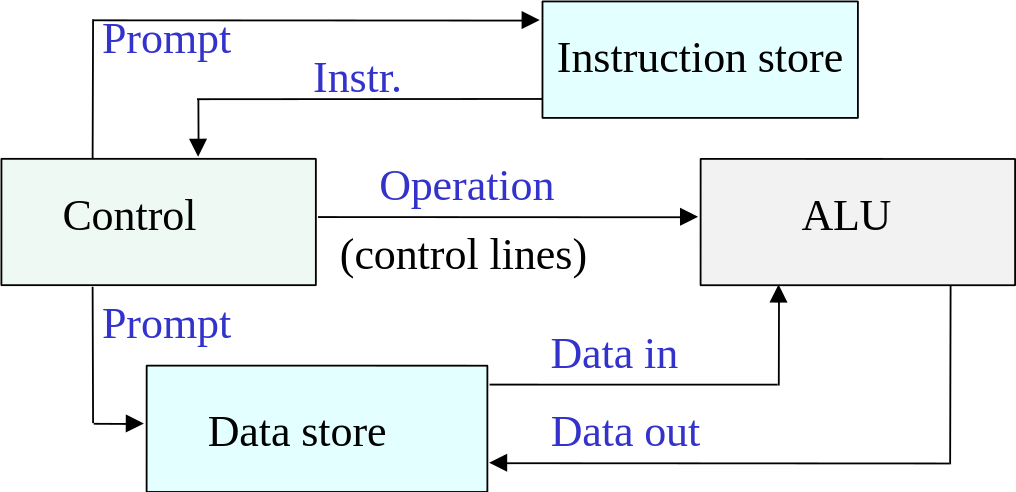 Prompt
Instruction store
Instr.
Operation
Control
ALU
(control lines)
Prompt
Data in
Data store
Data out